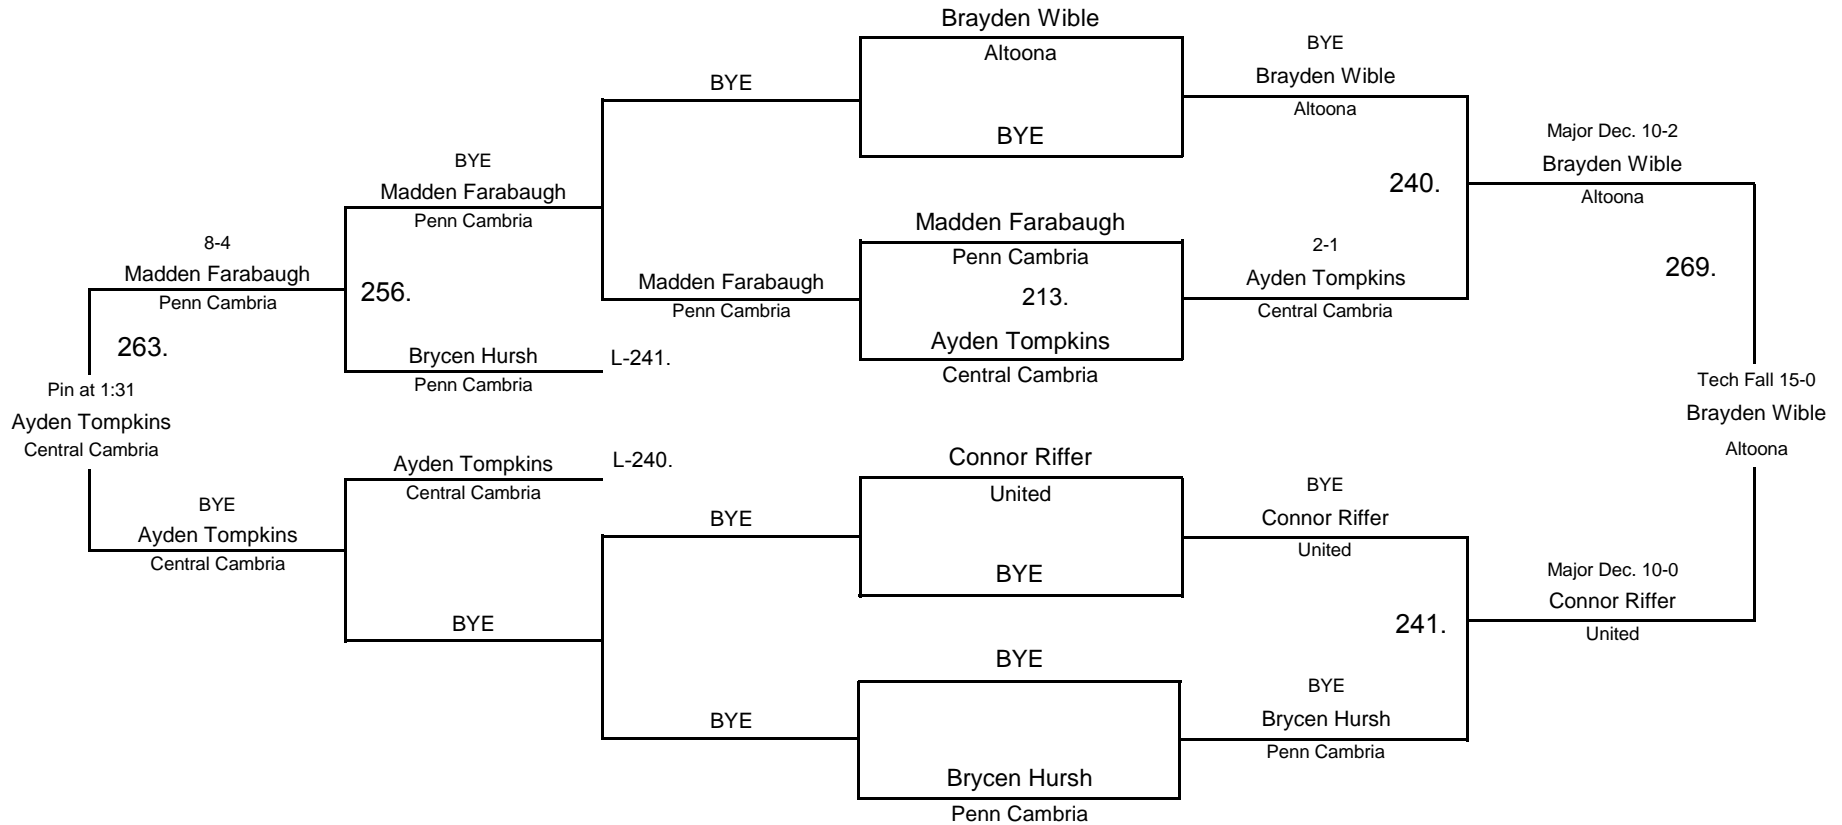 Brayden Wible
Altoona
BYE
BYE
Brayden Wible
Altoona
BYE
Major Dec. 10-2
Brayden Wible
Altoona
240.
BYE
Madden Farabaugh
Penn Cambria
Madden Farabaugh
Penn Cambria
213.
Ayden Tompkins
Central Cambria
2-1
Ayden Tompkins
Central Cambria
269.
8-4
Madden Farabaugh
Penn Cambria
256.
Madden Farabaugh
Penn Cambria
263.
Brycen Hursh
Penn Cambria
L-241.
Pin at 1:31
Ayden Tompkins
Central Cambria
Tech Fall 15-0
Brayden Wible
Altoona
Ayden Tompkins
Central Cambria
L-240.
Connor Riffer
United
BYE
BYE
Ayden Tompkins
Central Cambria
BYE
BYE
Connor Riffer
United
Major Dec. 10-0
Connor Riffer
United
241.
BYE
BYE
BYE
Brycen Hursh
Penn Cambria
BYE
Brycen Hursh
Penn Cambria